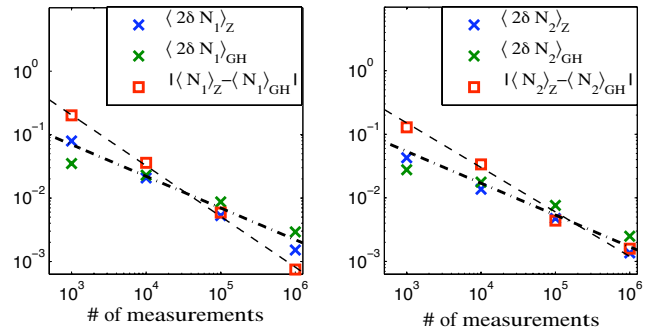 ⟨ 2δ N₁⟩_Z
⟨ 2δ N₁⟩_GH
|⟨ N₁⟩_Z−⟨ N₁⟩_GH|
10⁰
10⁻¹
10⁻²
10⁻³
10³ 10⁴ 10⁵ 10⁶
# of measurements
⟨ 2δ N₂⟩_Z
⟨ 2δ N₂⟩_GH
|⟨ N₂⟩_Z−⟨ N₂⟩_GH|
10⁰
10⁻¹
10⁻²
10⁻³
10³ 10⁴ 10⁵ 10⁶
# of measurements